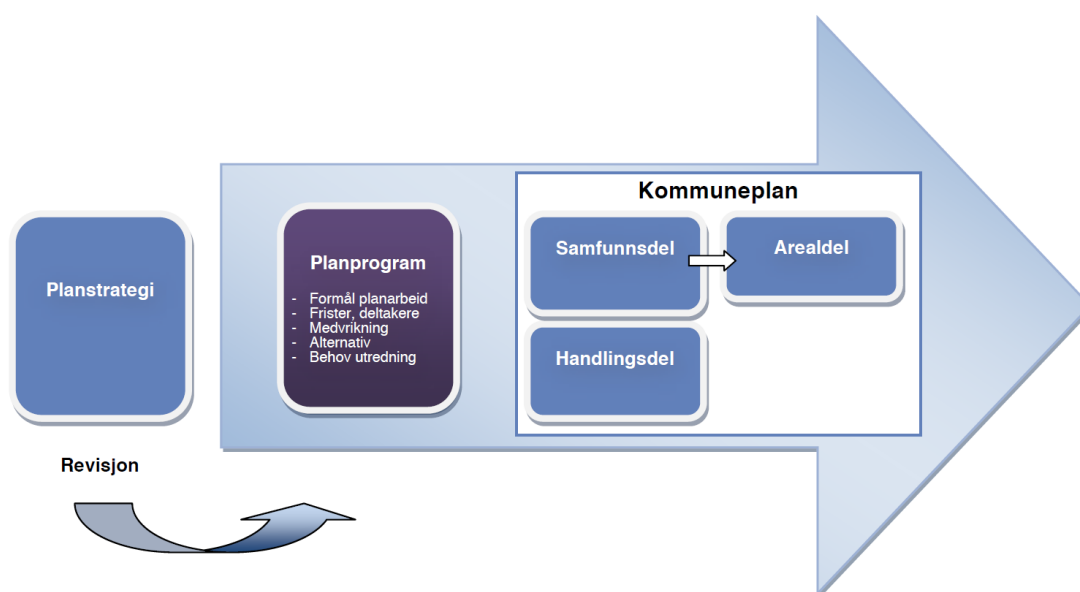 Planstrategi
Revisjon
Planprogram
- Formål planarbeid
- Frister, deltakere
- Medvrikning
- Alternativ
- Behov utredning
Kommuneplan
Samfunnsdel
Arealdel
Handlingsdel